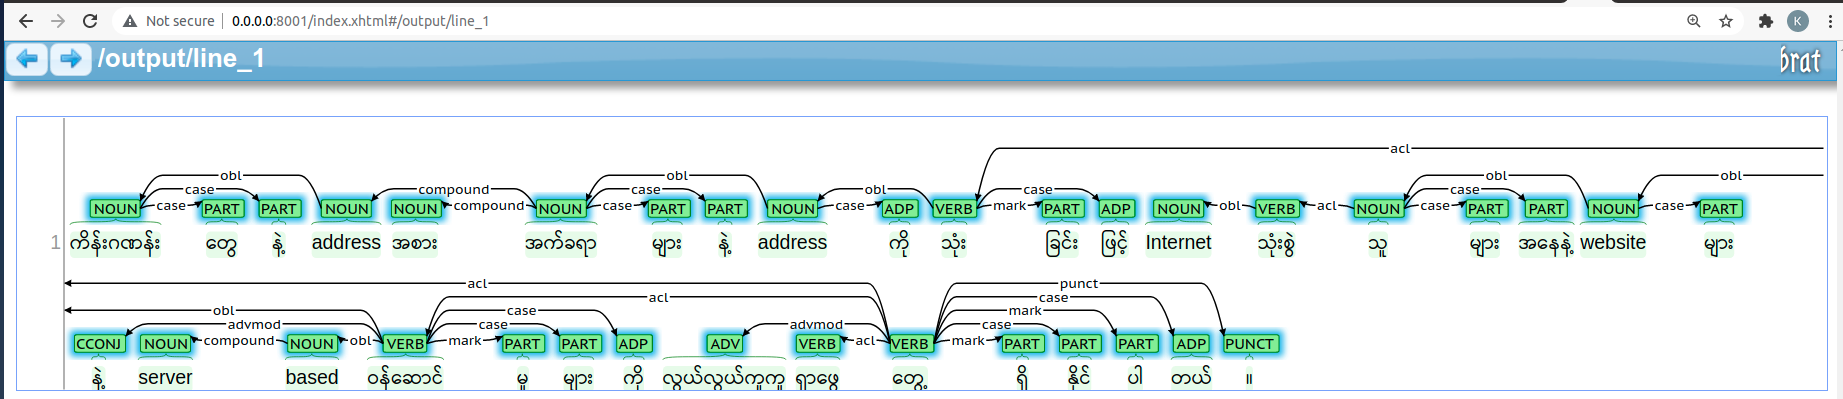 Not secure | 0.0.0.0:8001/index.xhtml#/output/line_1 K
/output/line_1 brat
acl
obl compound obl obl
case compound case obl case obl
NOUN case PART PART NOUN NOUN compound NOUN case PART PART NOUN case ADP VERB mark PART ADP NOUN obl VERB acl NOUN case PART PART NOUN case PART
1 ကိန်းဂဏန်း တွေ နဲ့ address အစား အက်ခရာ များ နဲ့ address ကို သုံး ခြင်း ဖြင့် Internet သုံးစွဲ သူ များ အနေနဲ့ website များ
acl punct
acl case
obl case mark
advmod case advmod case
CCONJ NOUN compound NOUN obl VERB mark PART PART ADP ADV VERB acl VERB mark PART PART PART ADP PUNCT
နဲ့ server based ဝန်ဆောင် မှု များ ကို လွယ်လွယ်ကူကူ ရှာဖွေ တွေ့ ရှိ နိုင် ပါ တယ် ။